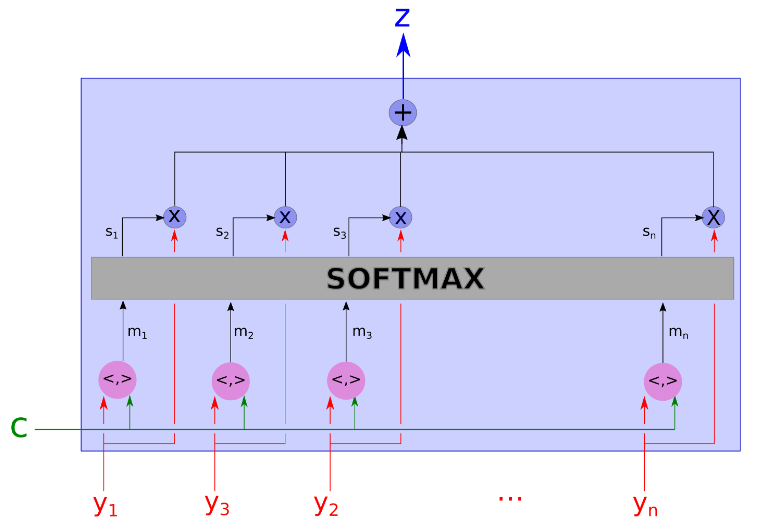 z
+
x x x x
s1 s2 s3 sn
SOFTMAX
m1 m2 m3 mn
<,> <,> <,> <,>
c
y1 y3 y2 ... yn